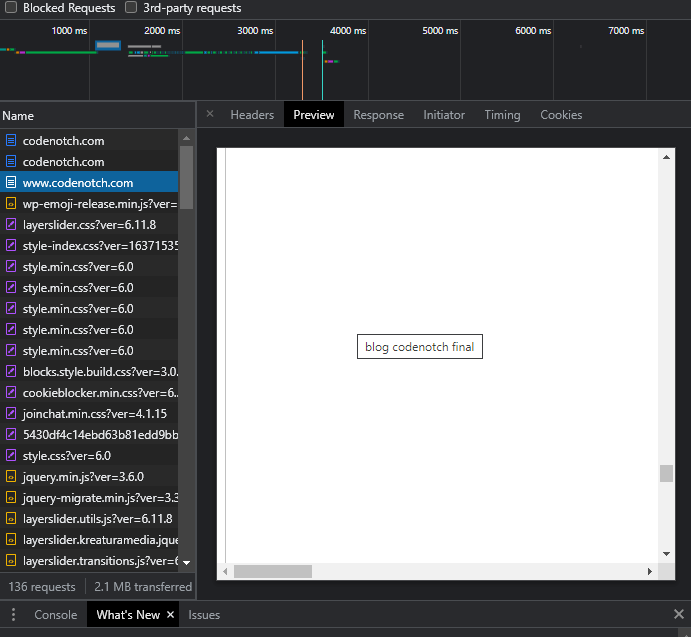 Blocked Requests 3rd-party requests
1000 ms 2000 ms 3000 ms 4000 ms 5000 ms 6000 ms 7000 ms
Name
× Headers Preview Response Initiator Timing Cookies
codenotch.com
codenotch.com
www.codenotch.com
wp-emoji-release.min.js?ver=
layerslider.css?ver=6.11.8
style-index.css?ver=16371535
style.min.css?ver=6.0
style.min.css?ver=6.0
style.min.css?ver=6.0
style.min.css?ver=6.0
style.min.css?ver=6.0
blocks.style.build.css?ver=3.0.
cookieblocker.min.css?ver=6..
joinchat.min.css?ver=4.1.15
5430df4c14ebd63b81edd9bb
style.css?ver=6.0
jquery.min.js?ver=3.6.0
jquery-migrate.min.js?ver=3.3
layerslider.utils.js?ver=6.11.8
layerslider.kreaturamedia.jque
layerslider.transitions.js?ver=6
blog codenotch final
136 requests 2.1 MB transferred
Console What's New × Issues ×